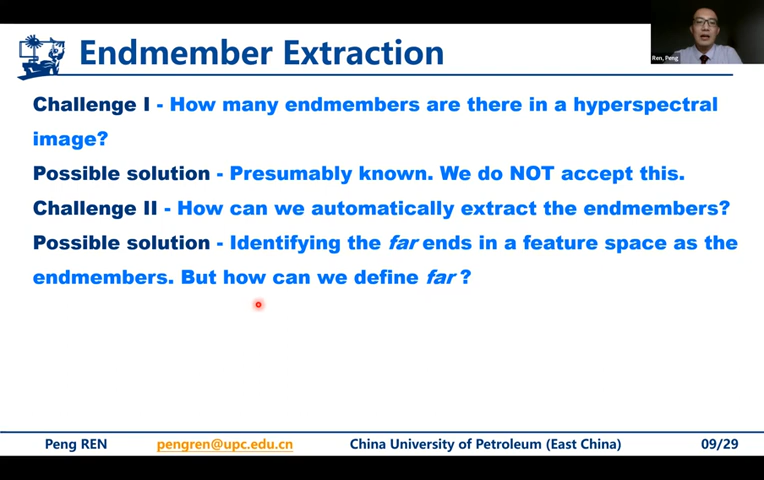 Endmember Extraction
Ren, Peng
Challenge I - How many endmembers are there in a hyperspectral
image?
Possible solution - Presumably known. We do NOT accept this.
Challenge II - How can we automatically extract the endmembers?
Possible solution - Identifying the far ends in a feature space as the
endmembers. But how can we define far ?
Peng REN pengren@upc.edu.cn China University of Petroleum (East China) 09/29